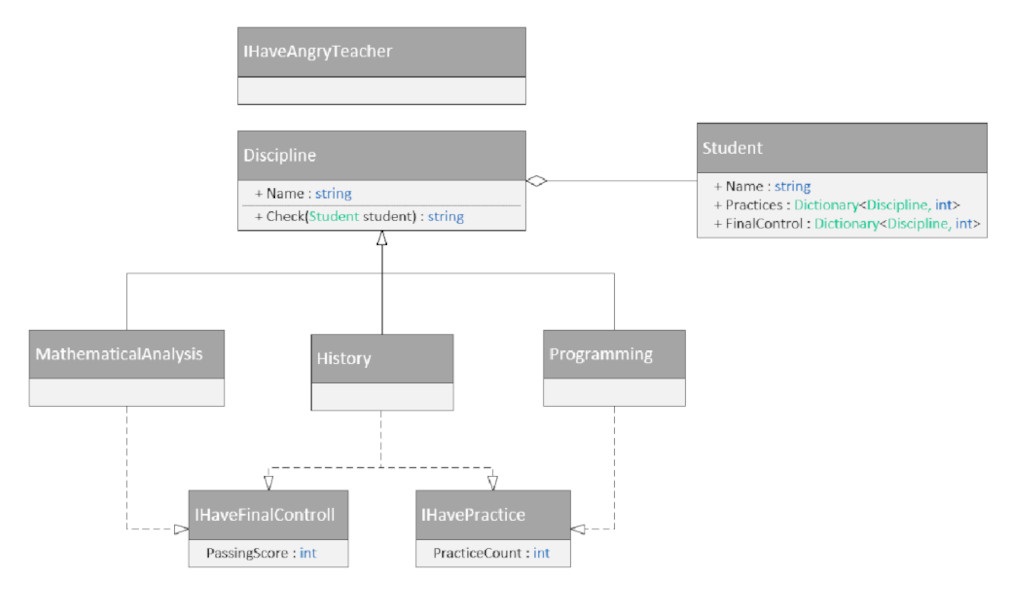 IHaveAngryTeacher
Discipline
+ Name : string
+ Check(Student student) : string
Student
+ Name : string
+ Practices : Dictionary<Discipline, int>
+ FinalControl : Dictionary<Discipline, int>
MathematicalAnalysis
History
Programming
IHaveFinalControll
PassingScore : int
IHavePractice
PracticeCount : int